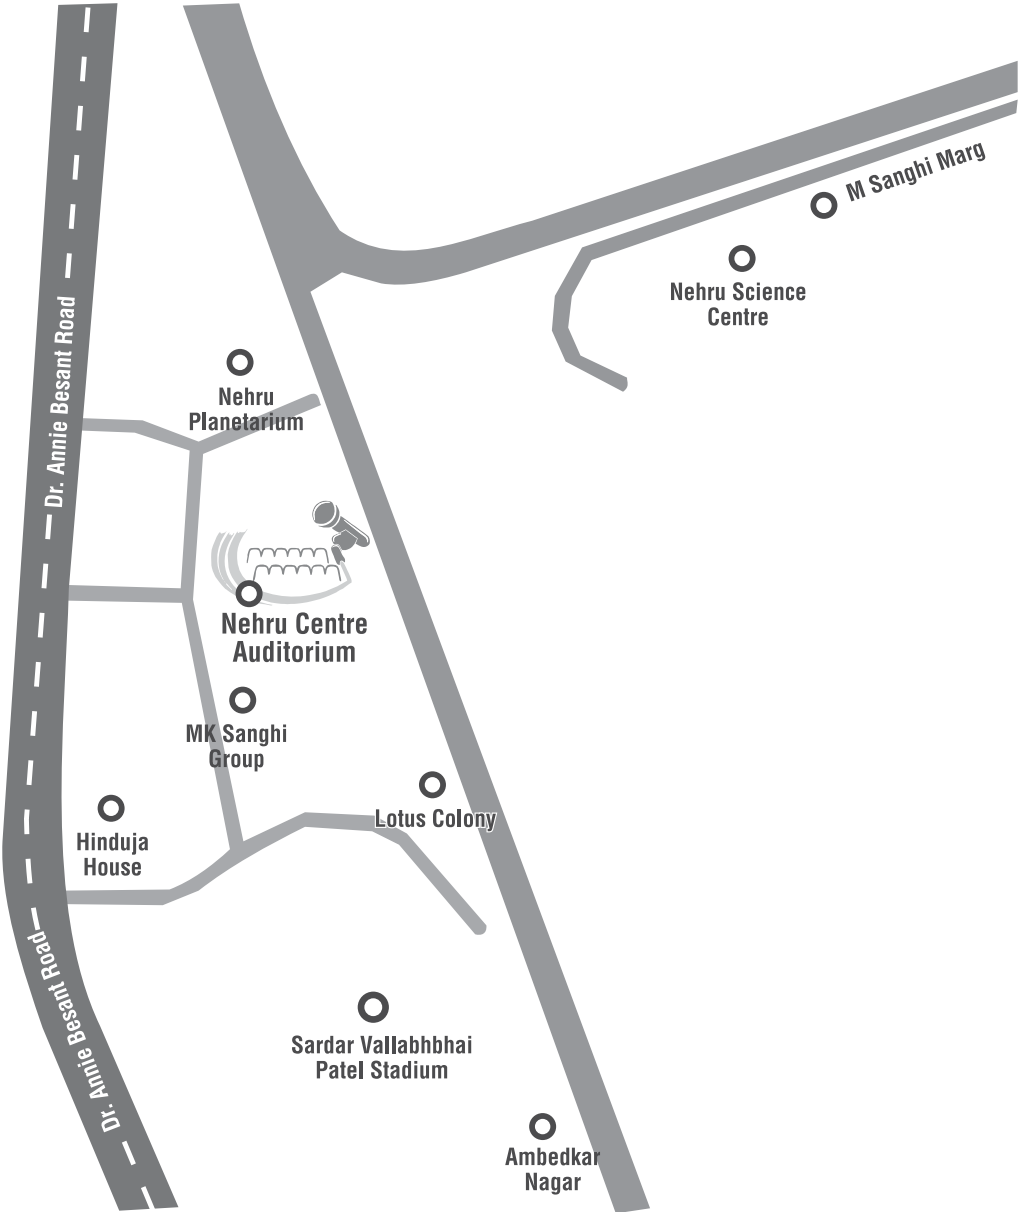 M Sanghi Marg
Nehru Science
Centre
Dr. Annie Besant Road
Nehru
Planetarium
Nehru Centre
Auditorium
MK Sanghi
Group
Lotus Colony
Hinduja
House
Dr. Annie Besant Road
Sardar Vallabhbhai
Patel Stadium
Ambedkar
Nagar